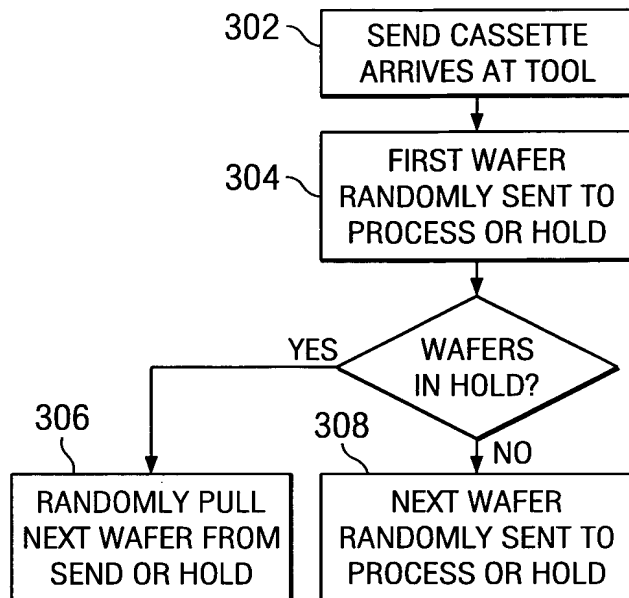 302
SEND CASSETTE
ARRIVES AT TOOL
304
FIRST WAFER
RANDOMLY SENT TO
PROCESS OR HOLD
YES
WAFERS
IN HOLD?
NO
306
RANDOMLY PULL
NEXT WAFER FROM
SEND OR HOLD
308
NEXT WAFER
RANDOMLY SENT TO
PROCESS OR HOLD